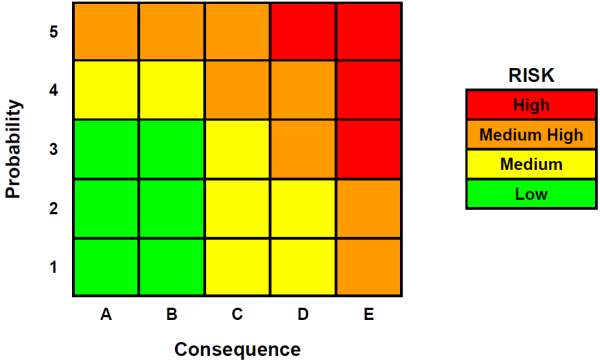 5
4
3
2
1
Probability
A B C D E
Consequence
RISK
High
Medium High
Medium
Low